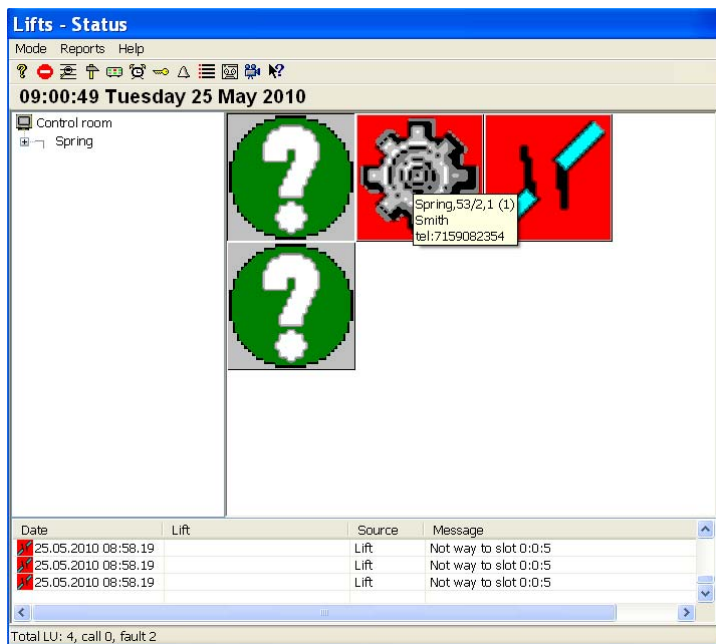 Lifts - Status
Mode Reports Help
09:00:49 Tuesday 25 May 2010
Control room
Spring
Spring,53/2,1 (1)
Smith
tel:7159082354
Date Lift Source Message
25.05.2010 08:58.19 Lift Not way to slot 0:0:5
25.05.2010 08:58.19 Lift Not way to slot 0:0:5
25.05.2010 08:58.19 Lift Not way to slot 0:0:5
Total LU: 4, call 0, fault 2